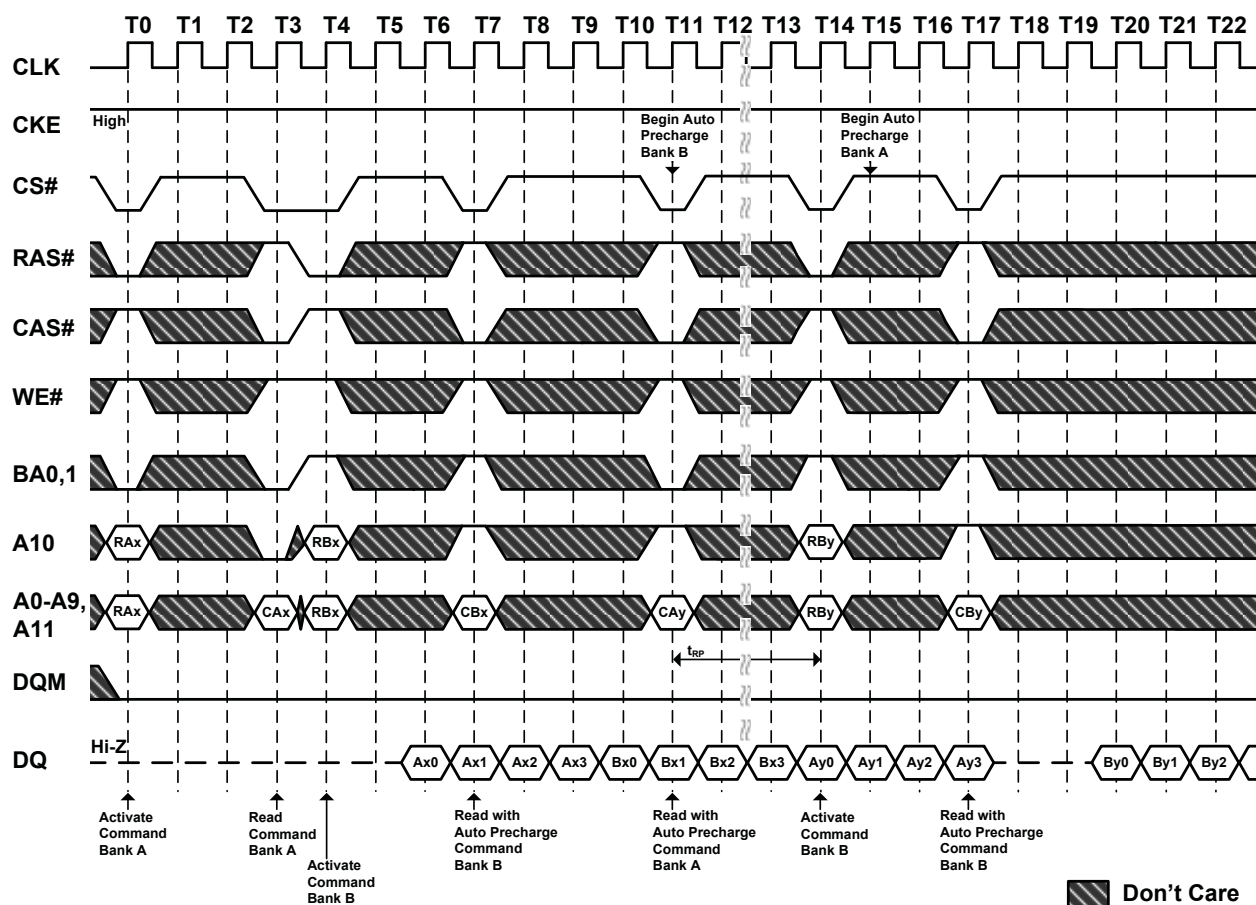 T0 T1 T2 T3 T4 T5 T6 T7 T8 T9 T10 T11 T12 T13 T14 T15 T16 T17 T18 T19 T20 T21 T22
CLK
CKE
High
Begin Auto
Precharge
Bank B
Begin Auto
Precharge
Bank A
CS#
RAS#
CAS#
WE#
BA0,1
A10
RAx RBx RBy
A0-A9,
A11
RAx CAx RBx CBx CAy RBy CBy
tRP
DQM
DQ
Hi-Z
Ax0 Ax1 Ax2 Ax3 Bx0 Bx1 Bx2 Bx3 Ay0 Ay1 Ay2 Ay3 By0 By1 By2
Activate
Command
Bank A
Read
Command
Bank A
Activate
Command
Bank B
Read with
Auto Precharge
Command
Bank B
Read with
Auto Precharge
Command
Bank A
Activate
Command
Bank B
Read with
Auto Precharge
Command
Bank B
Don't Care